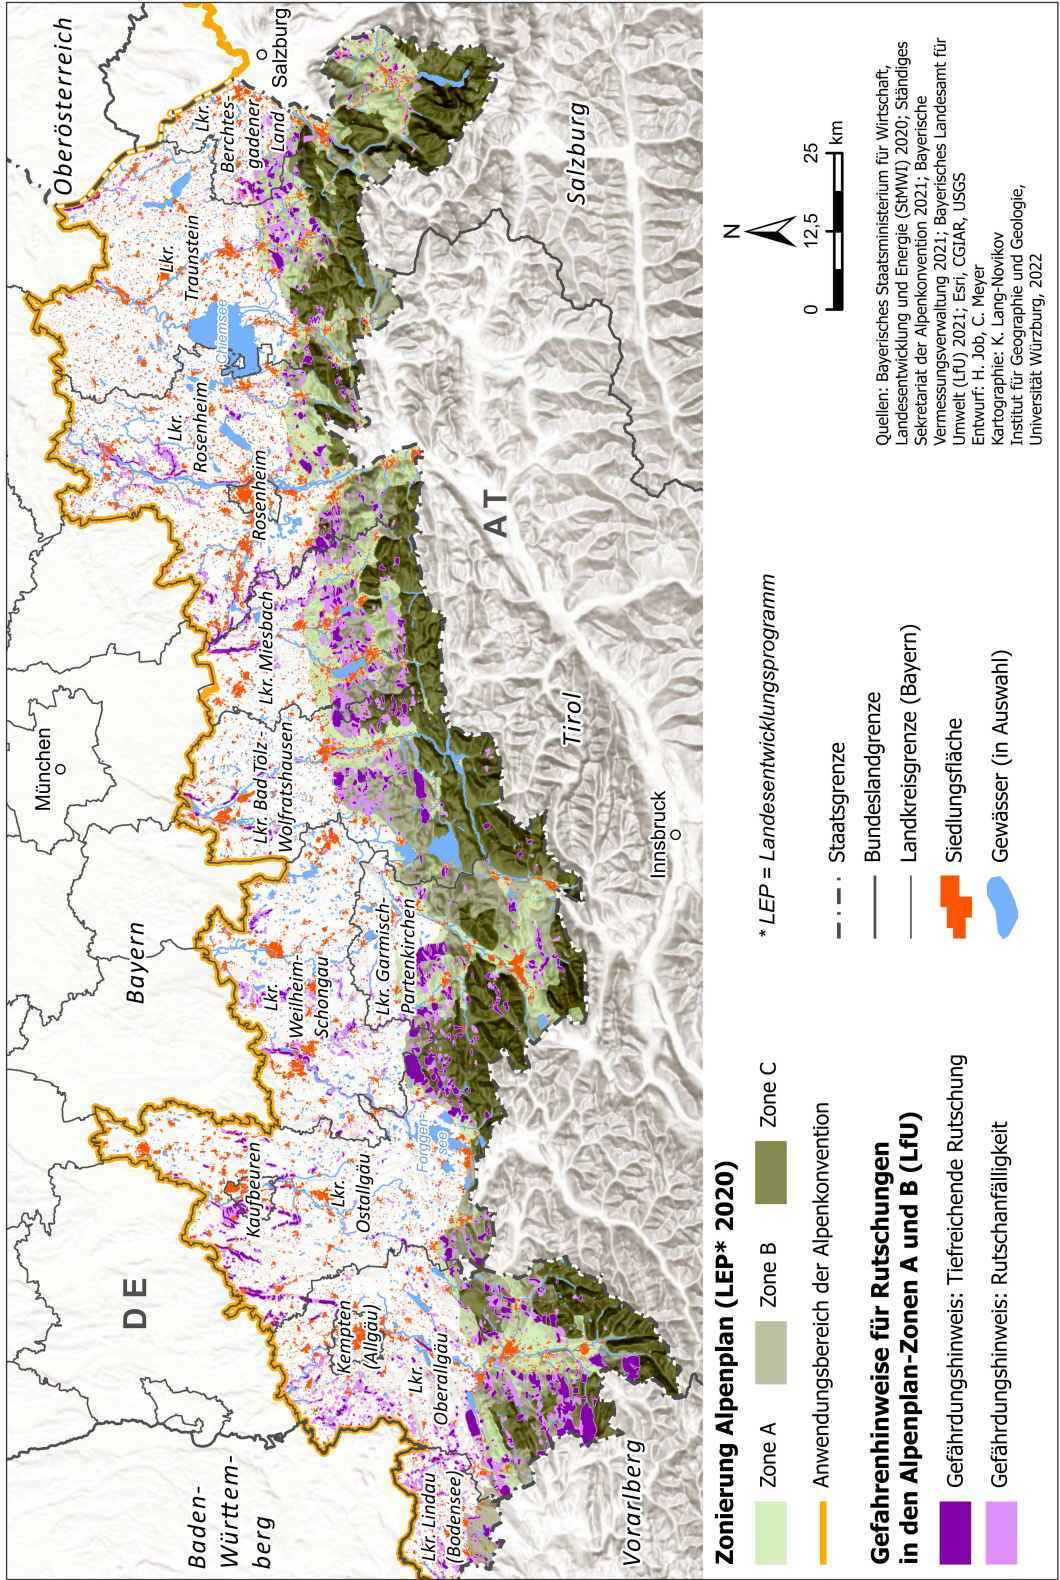 Oberösterreich
Salzburg
Lkr.
Berchtes-
gadener
Land
Lkr.
Traunstein
Chiemsee
Lkr.
Rosenheim
Rosenheim
Salzburg
München
Lkr. Miesbach
Lkr. Bad Tölz -
Wolfratshausen
AT
Tirol
Innsbruck
Bayern
Lkr.
Weilheim-
Schongau
Lkr. Garmisch-
Partenkirchen
DE
Kaufbeuren
Lkr.
Ostallgäu
Forggen
see
Kempten
(Allgäu)
Lkr.
Oberallgäu
Baden-
Württem-
berg
Lkr. Lindau
(Bodensee)
Vorarlberg
Zonierung Alpenplan (LEP* 2020)
Zone A
Zone B
Zone C
Anwendungsbereich der Alpenkonvention
Gefahrenhinweise für Rutschungen
in den Alpenplan-Zonen A und B (LfU)
Gefährdungshinweis: Tiefreichende Rutschung
Gefährdungshinweis: Rutschanfälligkeit
* LEP = Landesentwicklungsprogramm
Staatsgrenze
Bundeslandgrenze
Landkreisgrenze (Bayern)
Siedlungsfläche
Gewässer (in Auswahl)
N
0 12,5 25
km
Quellen: Bayerisches Staatsministerium für Wirtschaft,
Landesentwicklung und Energie (StMWI) 2020; Ständiges
Sekretariat der Alpenkonvention 2021; Bayerische
Vermessungsverwaltung 2021; Bayerisches Landesamt für
Umwelt (LfU) 2021; Esri, CGIAR, USGS
Entwurf: H. Job, C. Meyer
Kartographie: K. Lang-Novikov
Institut für Geographie und Geologie,
Universität Würzburg, 2022